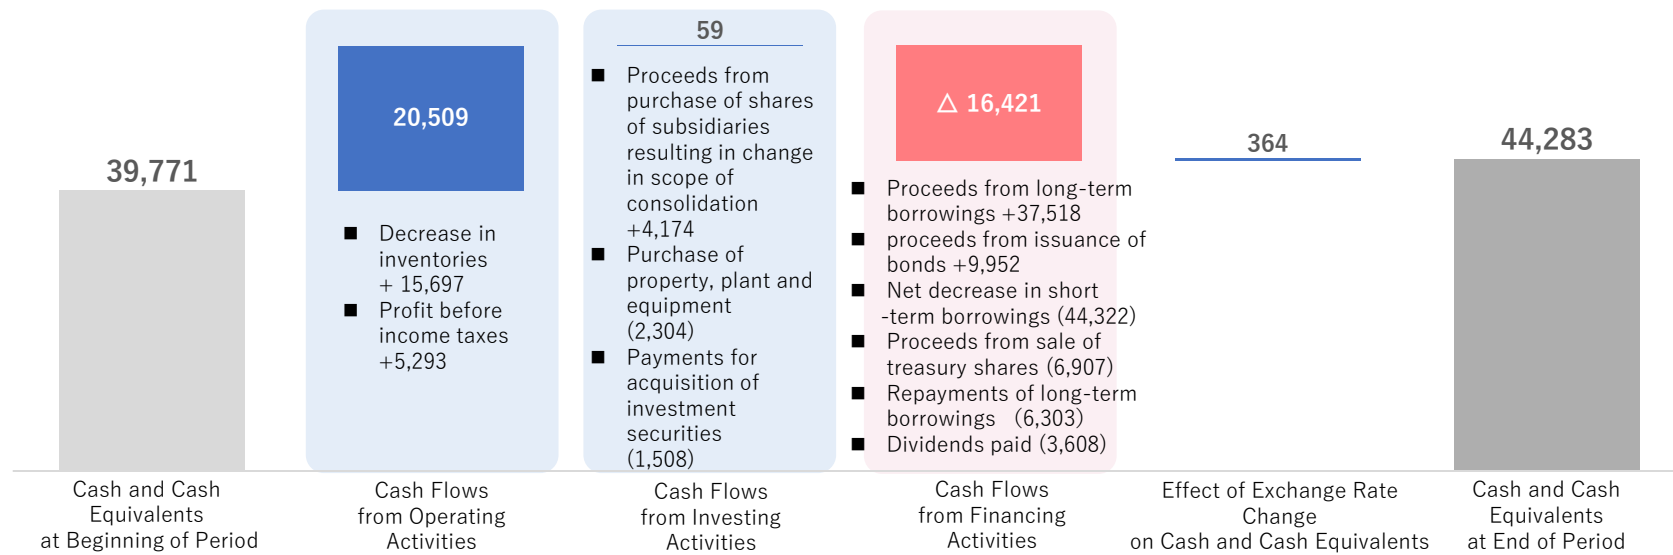 39,771
Cash and Cash
Equivalents
at Beginning of Period
20,509
■ Decrease in
inventories
+ 15,697
■ Profit before
income taxes
+5,293
Cash Flows
from Operating
Activities
59
■ Proceeds from
purchase of shares
of subsidiaries
resulting in change
in scope of
consolidation
+4,174
■ Purchase of
property, plant and
equipment
(2,304)
■ Payments for
acquisition of
investment
securities
(1,508)
Cash Flows
from Investing
Activities
△ 16,421
■ Proceeds from long-term
borrowings +37,518
■ proceeds from issuance of
bonds +9,952
■ Net decrease in short
-term borrowings (44,322)
■ Proceeds from sale of
treasury shares (6,907)
■ Repayments of long-term
borrowings (6,303)
■ Dividends paid (3,608)
Cash Flows
from Financing
Activities
364
Effect of Exchange Rate
Change
on Cash and Cash Equivalents
44,283
Cash and Cash
Equivalents
at End of Period